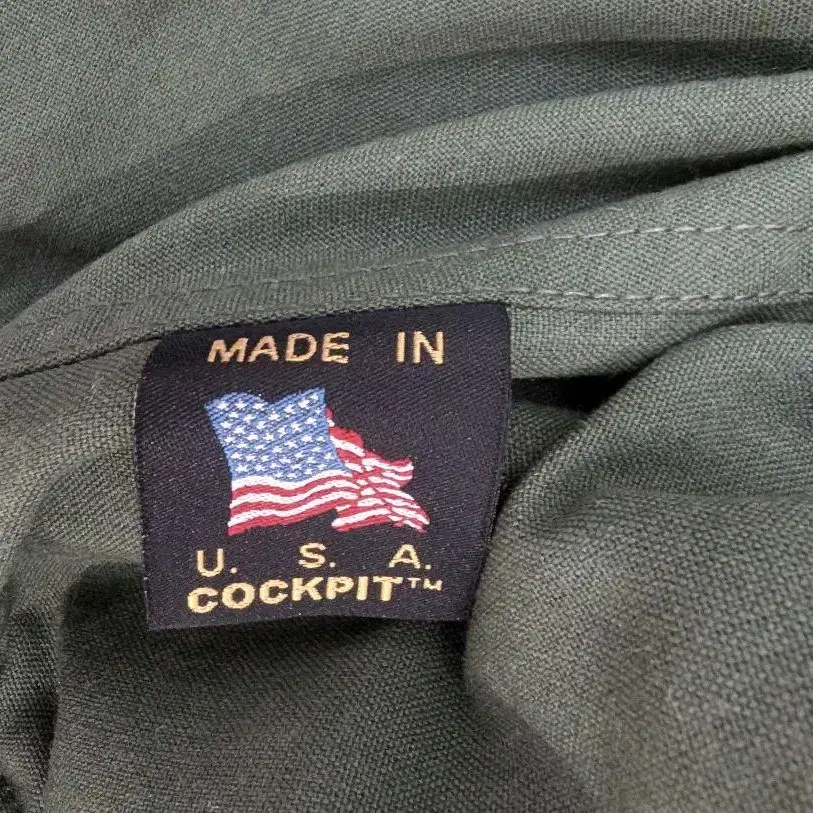 MADE IN
U. S. A.
COCKPIT™